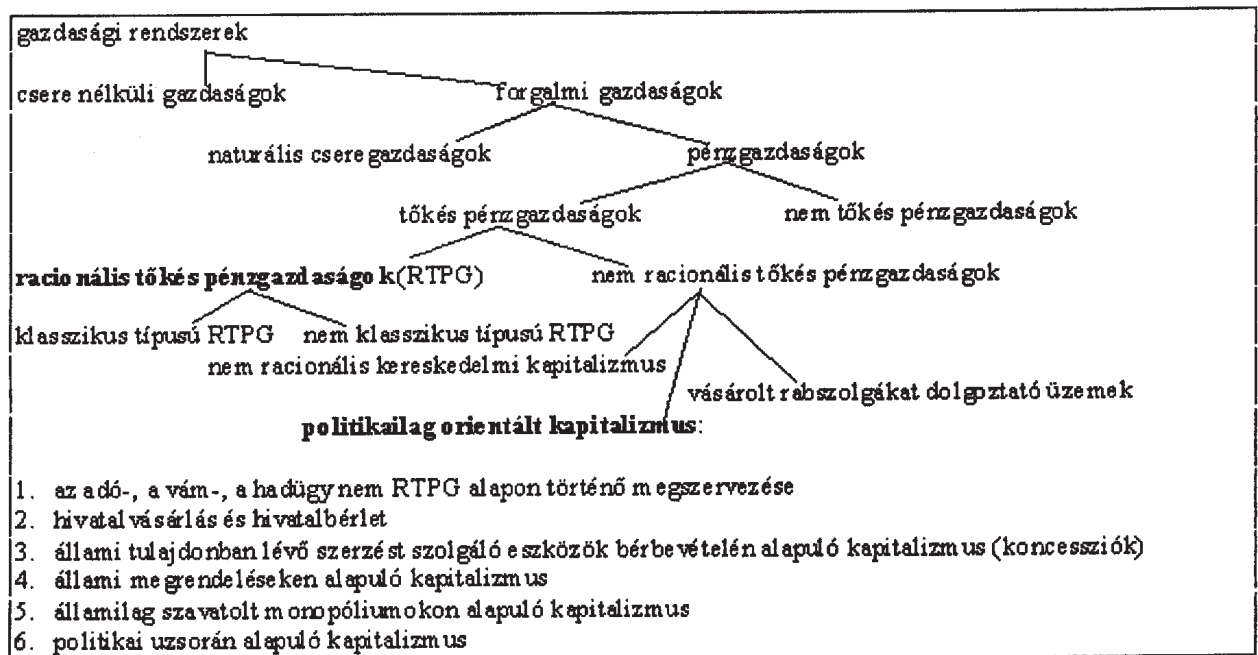 gazdasági rendszerek
csere nélküli gazdaságok forgalmi gazdaságok
naturális cseregazdaságok pénzgazdaságok
tőkés pénzgazdaságok nem tőkés pénzgazdaságok
racionális tőkés pénzgazdaságok(RTPG) nem racionális tőkés pénzgazdaságok
klasszikus típusú RTPG nem klasszikus típusú RTPG
nem racionális kereskedelmi kapitalizmus
vásárolt rabszolgákat dolgoztató üzemek
politikailag orientált kapitalizmus:
1. az adó-, a vám-, a hadügy nem RTPG alapon történő megszervezése
2. hivatalvásárlás és hivatalbérlet
3. állami tulajdonban lévő szerzést szolgáló eszközök bérbevételén alapuló kapitalizmus (koncessziók)
4. állami megrendeléseken alapuló kapitalizmus
5. államilag szavatolt monopóliumokon alapuló kapitalizmus
6. politikai uzsorán alapuló kapitalizmus